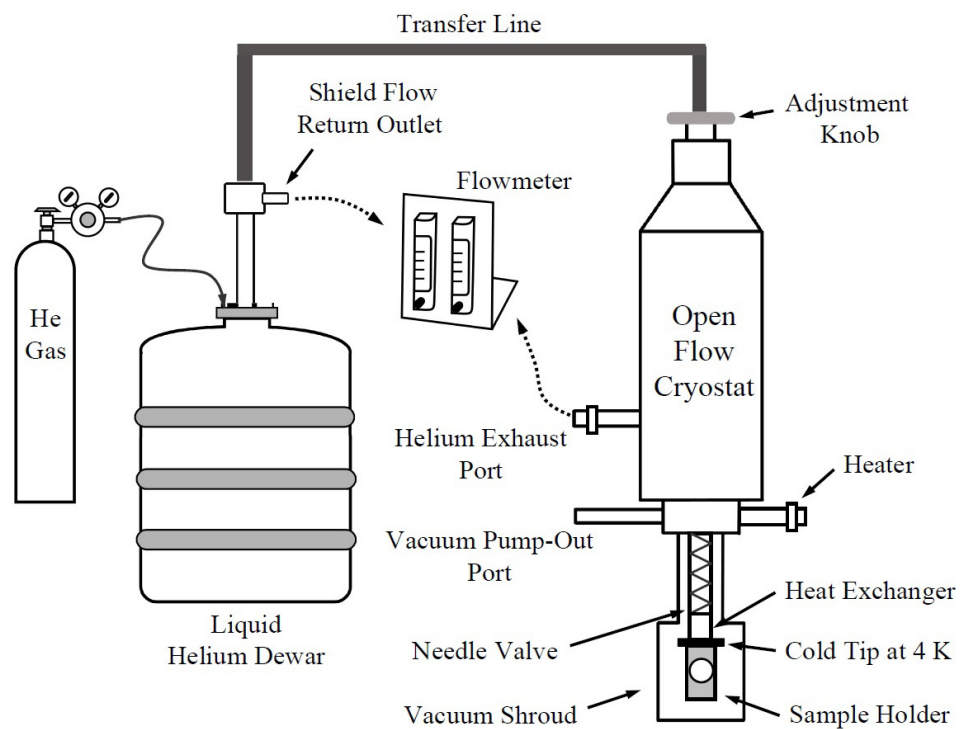 Transfer Line
Shield Flow
Return Outlet
Adjustment
Knob
Flowmeter
He
Gas
Open
Flow
Cryostat
Helium Exhaust
Port
Heater
Vacuum Pump-Out
Port
Heat Exchanger
Liquid
Helium Dewar
Needle Valve
Cold Tip at 4 K
Vacuum Shroud
Sample Holder